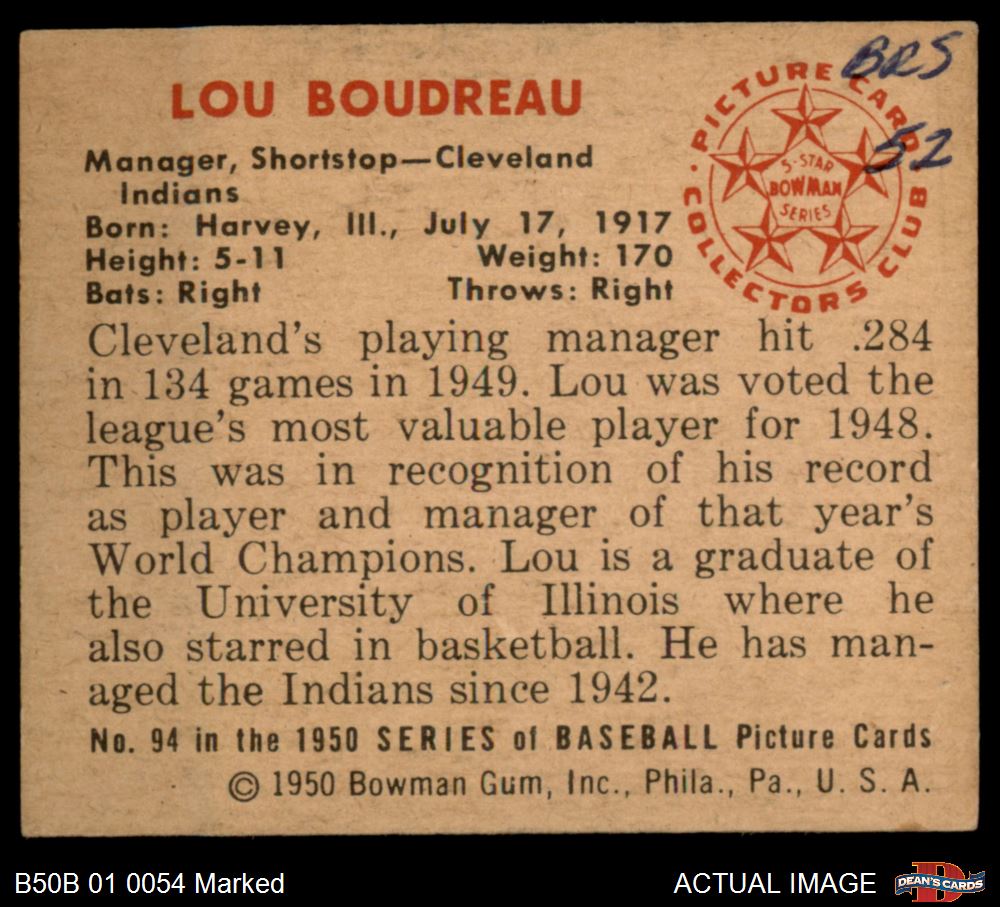 LOU BOUDREAU
BRS
52
PICTURE CARD
COLLECTORS CLUB
5-STAR
BOWMAN
SERIES
Manager, Shortstop—Cleveland
Indians
Born: Harvey, Ill., July 17, 1917
Height: 5-11 Weight: 170
Bats: Right Throws: Right
Cleveland's playing manager hit .284
in 134 games in 1949. Lou was voted the
league's most valuable player for 1948.
This was in recognition of his record
as player and manager of that year's
World Champions. Lou is a graduate of
the University of Illinois where he
also starred in basketball. He has man-
aged the Indians since 1942.
No. 94 in the 1950 SERIES of BASEBALL Picture Cards
© 1950 Bowman Gum, Inc., Phila., Pa., U. S. A.
B50B 01 0054 Marked
ACTUAL IMAGE
D
DEAN'S CARDS